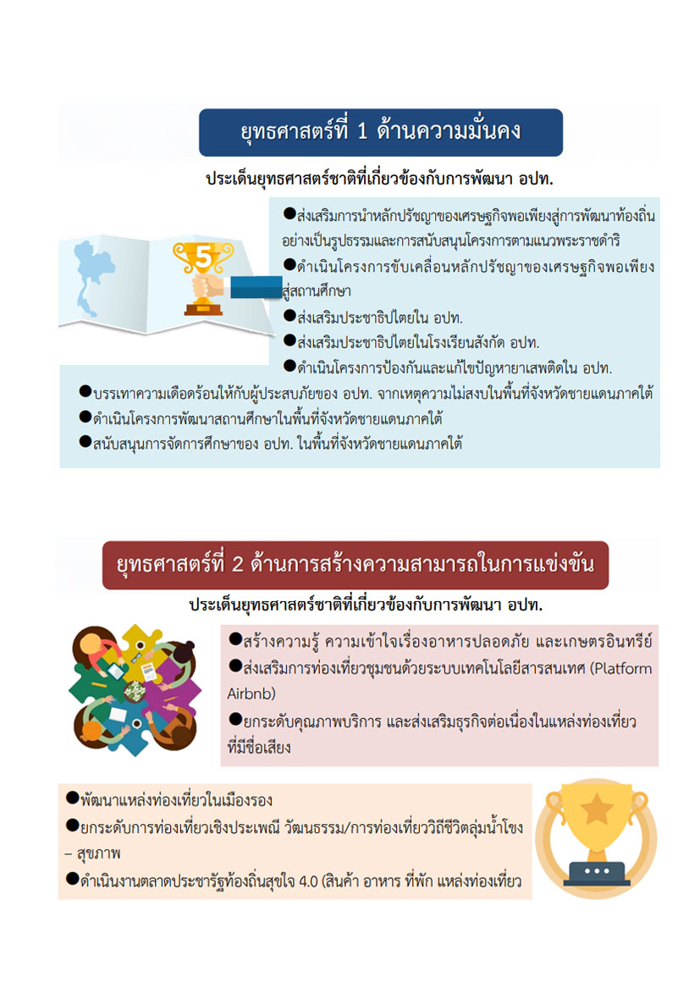 ยุทธศาสตร์ที่ 1 ด้านความมั่นคง
ประเด็นยุทธศาสตร์ชาติที่เกี่ยวข้องกับการพัฒนา อปท.
●ส่งเสริมการนำหลักปรัชญาของเศรษฐกิจพอเพียงสู่การพัฒนาท้องถิ่น
อย่างเป็นรูปธรรมและการสนับสนุนโครงการตามแนวพระราชดำริ
●ดำเนินโครงการขับเคลื่อนหลักปรัชญาของเศรษฐกิจพอเพียง
สู่สถานศึกษา
5
●ส่งเสริมประชาธิปไตยใน อปท.
●ส่งเสริมประชาธิปไตยในโรงเรียนสังกัด อปท.
●ดำเนินโครงการป้องกันและแก้ไขปัญหายาเสพติดใน อปท.
●บรรเทาความเดือดร้อนให้กับผู้ประสบภัยของ อปท. จากเหตุความไม่สงบในพื้นที่จังหวัดชายแดนภาคใต้
●ดำเนินโครงการพัฒนาสถานศึกษาในพื้นที่จังหวัดชายแดนภาคใต้
●สนับสนุนการจัดการศึกษาของ อปท. ในพื้นที่จังหวัดชายแดนภาคใต้
ยุทธศาสตร์ที่ 2 ด้านการสร้างความสามารถในการแข่งขัน
ประเด็นยุทธศาสตร์ชาติที่เกี่ยวข้องกับการพัฒนา อปท.
●สร้างความรู้ ความเข้าใจเรื่องอาหารปลอดภัย และเกษตรอินทรีย์
●ส่งเสริมการท่องเที่ยวชุมชนด้วยระบบเทคโนโลยีสารสนเทศ (Platform
Airbnb)
●ยกระดับคุณภาพบริการ และส่งเสริมธุรกิจต่อเนื่องในแหล่งท่องเที่ยว
ที่มีชื่อเสียง
●พัฒนาแหล่งท่องเที่ยวในเมืองรอง
●ยกระดับการท่องเที่ยวเชิงประเพณี วัฒนธรรม/การท่องเที่ยววิถีชีวิตลุ่มน้ำโขง
– สุขภาพ
●ดำเนินงานตลาดประชารัฐท้องถิ่นสุขใจ 4.0 (สินค้า อาหาร ที่พัก แหล่งท่องเที่ยว